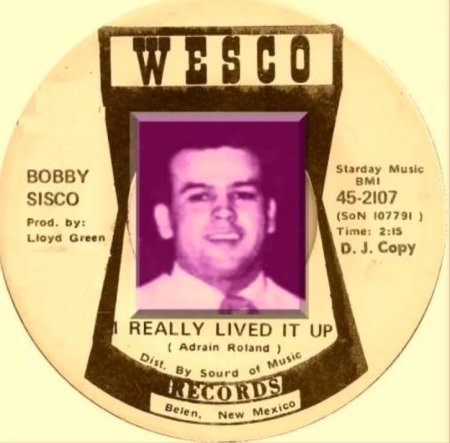 WESCO
BOBBY
SISCO
Prod. by:
Lloyd Green
Starday Music
BMI
45-2107
(SoN 107791 )
Time: 2:15
D. J. Copy
I REALLY LIVED IT UP
( Adrain Roland )
Dist. By Sourd of Music
RECORDS
Belen, New Mexico